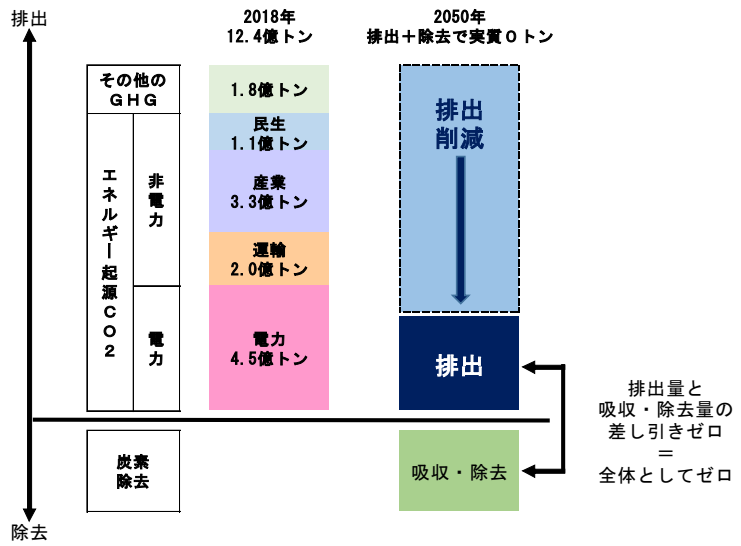 排出
2018年
12.4億トン
2050年
排出＋除去で実質０トン
その他の
ＧＨＧ
エネルギー起源ＣＯ２
非電力
電力
1.8億トン
民生
1.1億トン
産業
3.3億トン
運輸
2.0億トン
電力
4.5億トン
排出
削減
排出
排出量と
吸収・除去量の
差し引きゼロ
＝
全体としてゼロ
炭素
除去
吸収・除去
除去